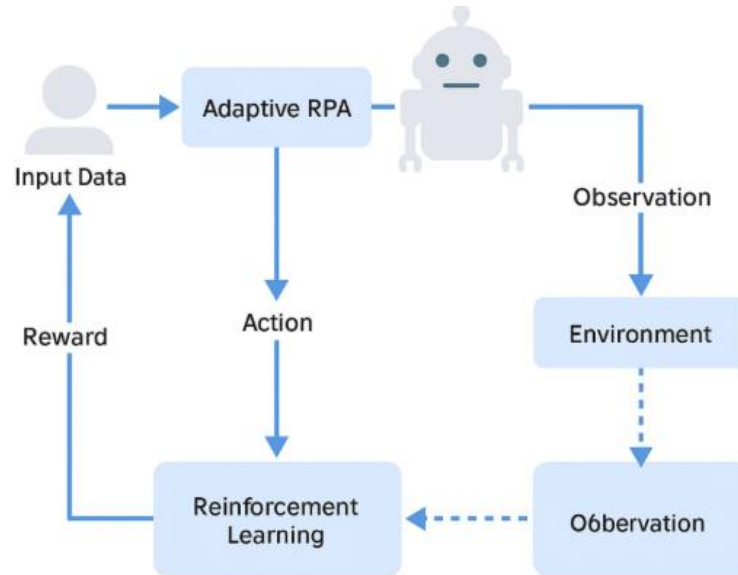 Adaptive RPA
Input Data
Observation
Action
Reward
Environment
Reinforcement
Learning
O6bervation